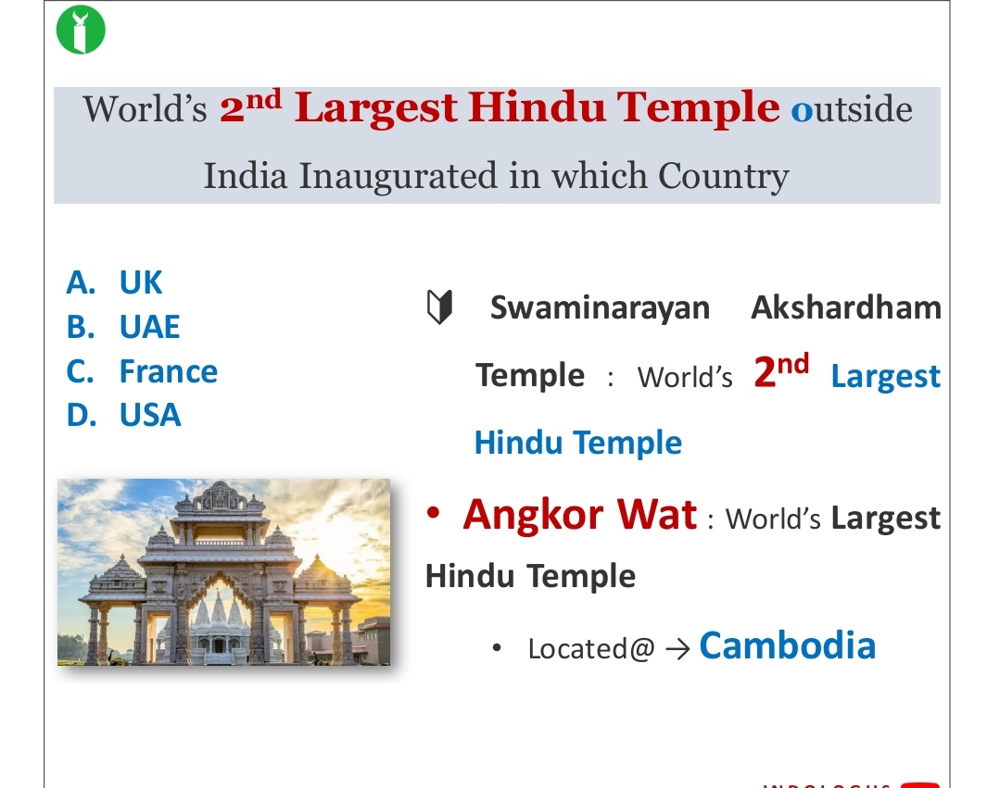 World’s 2nd Largest Hindu Temple outside
India Inaugurated in which Country
A. UK
B. UAE
C. France
D. USA
Swaminarayan Akshardham
Temple : World’s 2nd Largest
Hindu Temple
• Angkor Wat : World’s Largest
Hindu Temple
• Located@ → Cambodia